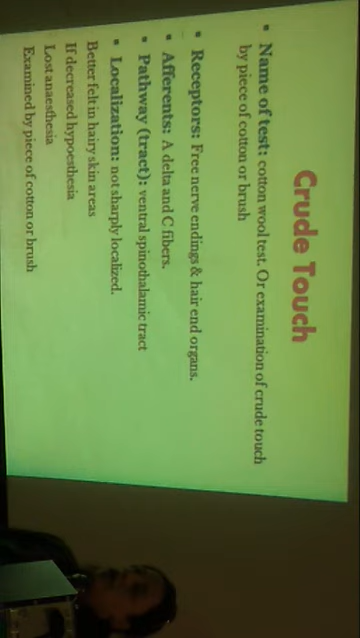 Crude Touch
▪ Name of test: cotton wool test. Or examination of crude touch
by piece of cotton or brush
▪ Receptors: Free nerve endings & hair end organs.
▪ Afferents: A delta and C fibers.
▪ Pathway (tract): ventral spinothalamic tract
▪ Localization: not sharply localized.
Better felt in hairy skin areas
If decreased hypoesthesia
Lost anaesthesia
Examined by piece of cotton or brush